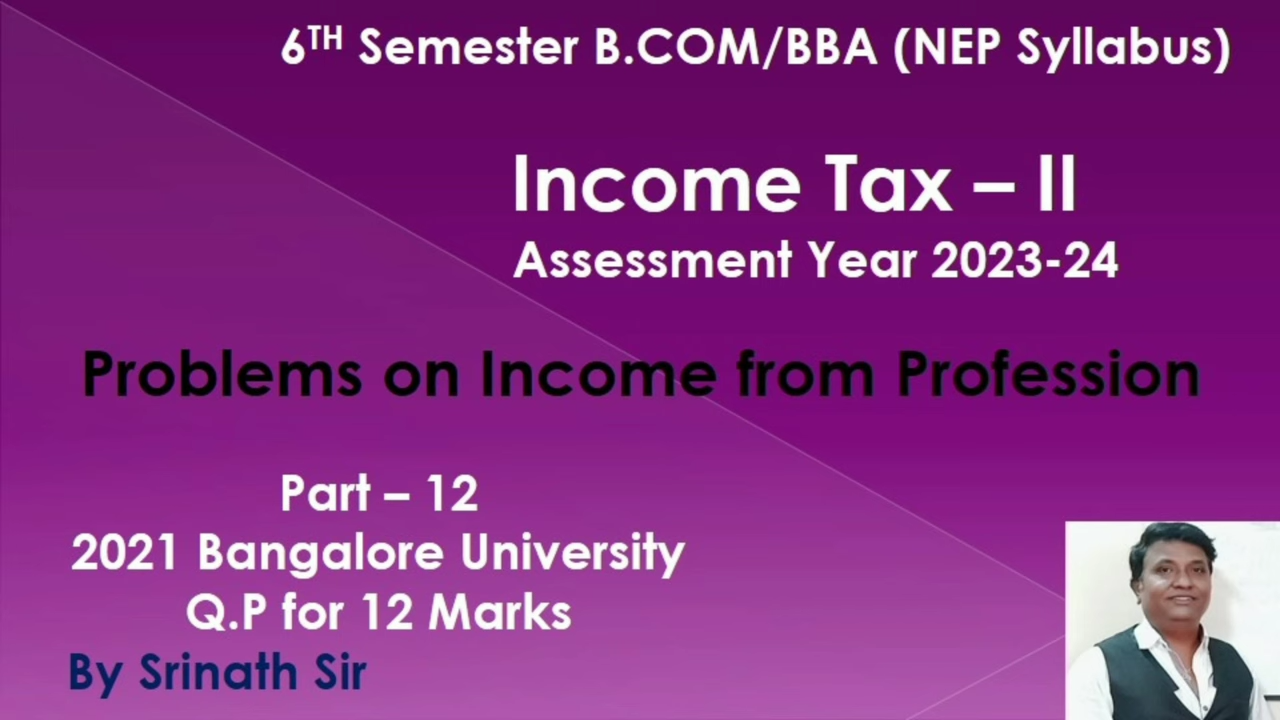 6TH Semester B.COM/BBA (NEP Syllabus)
Income Tax – II
Assessment Year 2023-24
Problems on Income from Profession
Part – 12
2021 Bangalore University
Q.P for 12 Marks
By Srinath Sir